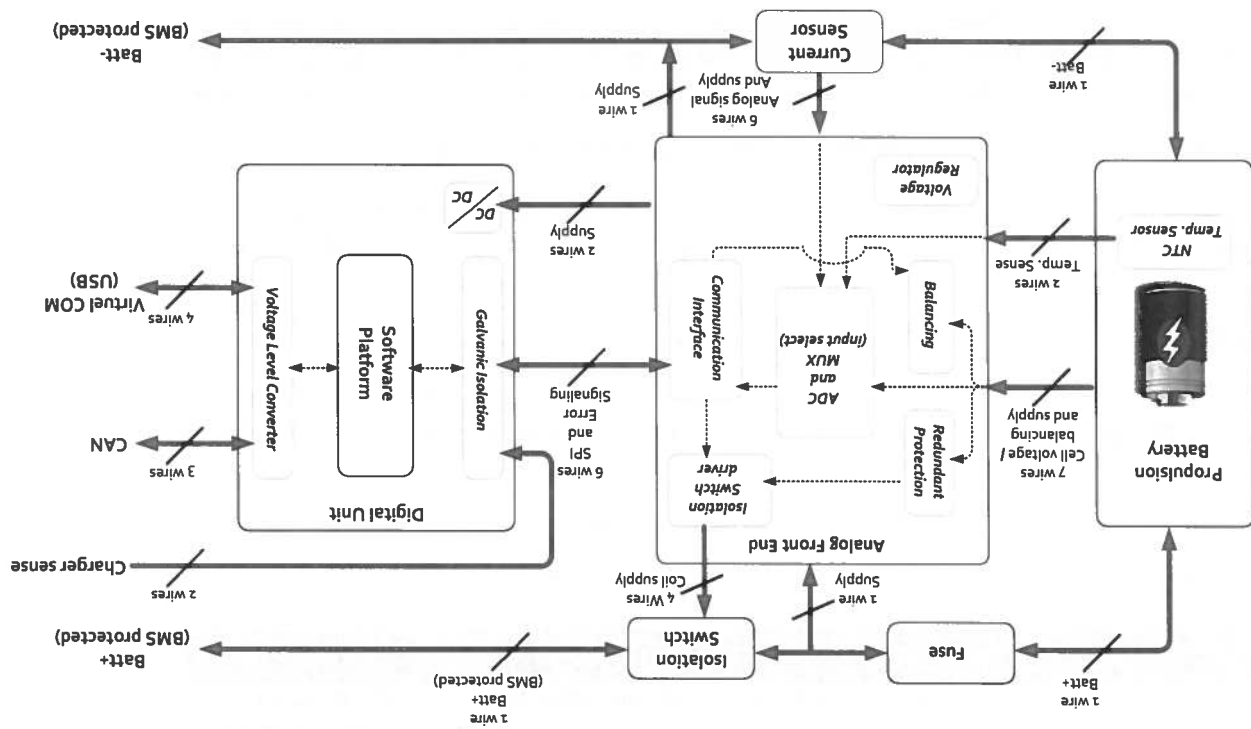 1 wire
Batt+
Fuse
Isolation
Switch
1 wire
Batt+
(BMS protected)
Batt+
(BMS protected)
1 wire
Supply
4 Wires
Coil supply
2 wires
Charger sense
Propulsion
Battery
NTC
Temp. Sensor
7 wires
Cell voltage /
balancing
and supply
2 wires
Temp. Sense
Analog Front End
Redundant
Protection
Isolation
Switch
driver
ADC
and
MUX
(input select)
Balancing
Communication
Interface
Voltage
Regulator
6 wires
SPI
and
Error
Signaling
2 wires
Supply
Digital Unit
Galvanic Isolation
Software
Platform
Voltage Level Converter
DC
DC
3 wires
CAN
4 wires
Virtuel COM
(USB)
1 wire
Batt-
Current
Sensor
6 wires
Analog signal
And supply
1 wire
Supply
Batt-
(BMS protected)